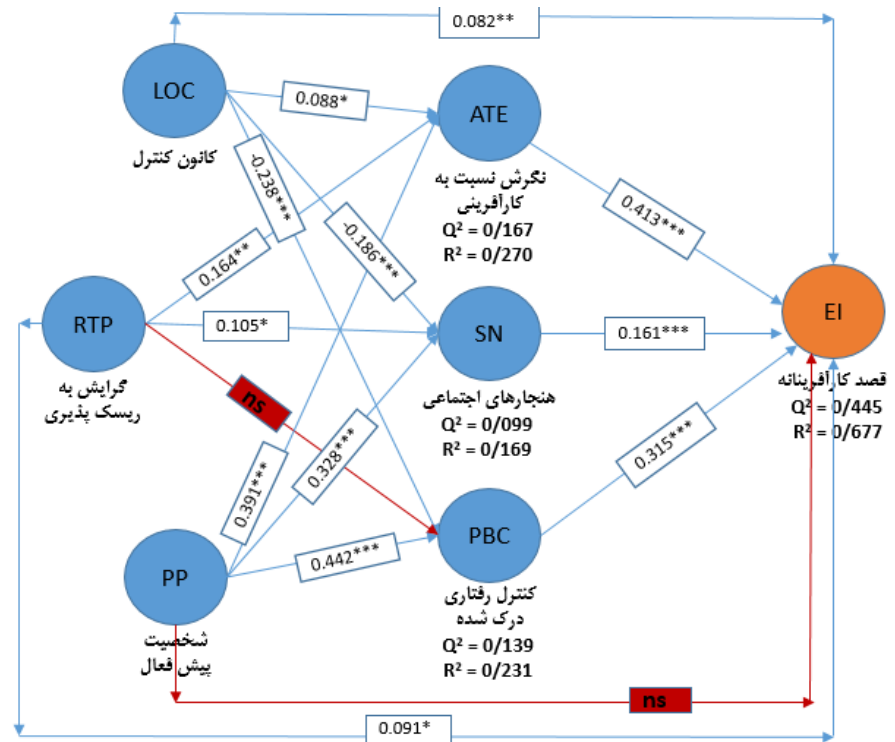 0.082**
LOC
کانون کنترل
0.088*
ATE
نگرش نسبت به
کارآفرینی
Q² = 0/167
R² = 0/270
-0.238***
-0.186***
0.413***
0.164**
RTP
گرایش به
ریسک پذیری
0.105*
SN
هنجارهای اجتماعی
Q² = 0/099
R² = 0/169
0.161***
EI
قصد کارآفرینانه
Q² = 0/445
R² = 0/677
ns
0.391***
0.328***
0.315***
PP
شخصیت
پیش فعال
0.442***
PBC
کنترل رفتاری
درک شده
Q² = 0/139
R² = 0/231
ns
0.091*